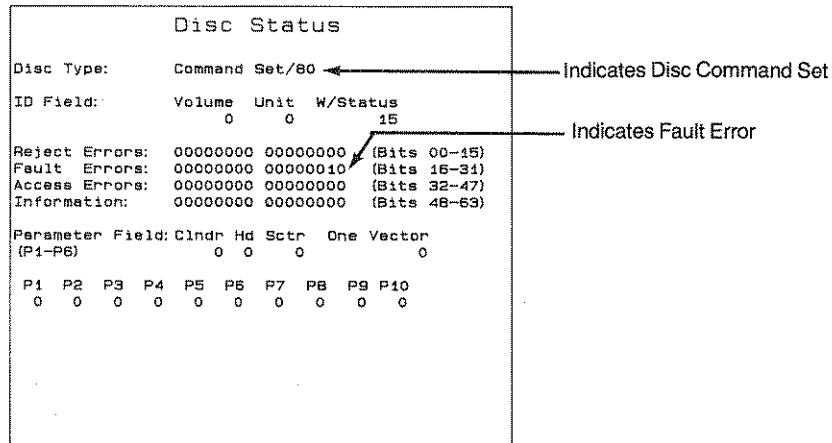 Disc Status
Disc Type: Command Set/80
Indicates Disc Command Set
ID Field: Volume Unit W/Status
0 0 15
Indicates Fault Error
Reject Errors: 00000000 00000000 (Bits 00-15)
Fault Errors: 00000000 00000010 (Bits 16-31)
Access Errors: 00000000 00000000 (Bits 32-47)
Information: 00000000 00000000 (Bits 48-63)
Parameter Field: Clndr Hd Sctr One Vector
(P1-P6) 0 0 0 0
P1 P2 P3 P4 P5 P6 P7 P8 P9 P10
0 0 0 0 0 0 0 0 0 0